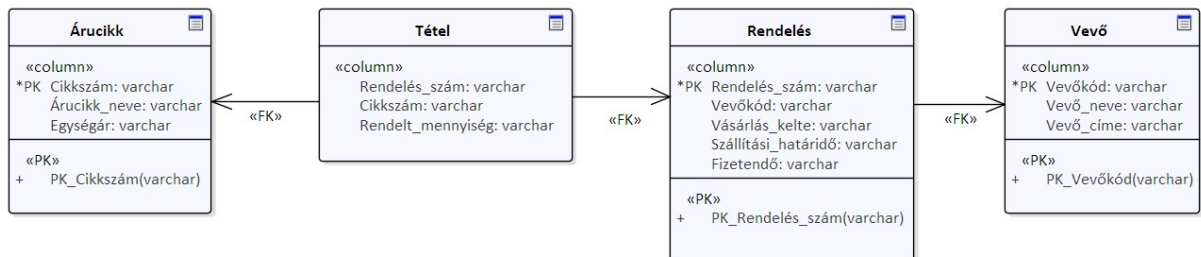 Árucikk
«column»
*PK Cikkszám: varchar
Árucikk_neve: varchar
Egységár: varchar
«PK»
+ PK_Cikkszám(varchar)
«FK»
Tétel
«column»
Rendelés_szám: varchar
Cikkszám: varchar
Rendelt_mennyiség: varchar
«FK»
Rendelés
«column»
*PK Rendelés_szám: varchar
Vevőkód: varchar
Vásárlás_kelte: varchar
Szállítási_határidő: varchar
Fizetendő: varchar
«PK»
+ PK_Rendelés_szám(varchar)
«FK»
Vevő
«column»
*PK Vevőkód: varchar
Vevő_neve: varchar
Vevő_címe: varchar
«PK»
+ PK_Vevőkód(varchar)